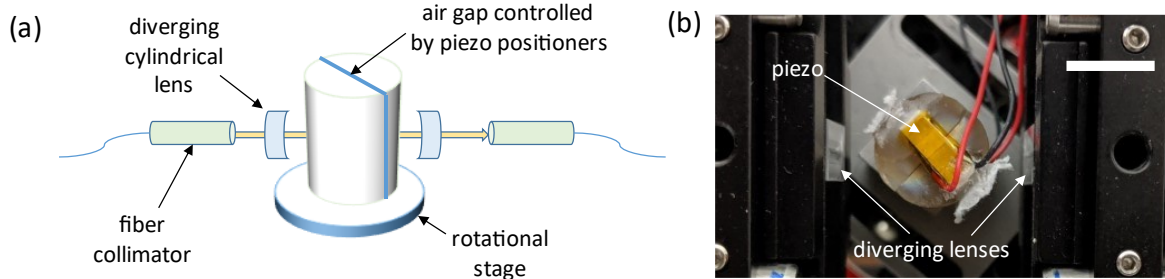 (a)
diverging
cylindrical
lens
air gap controlled
by piezo positioners
fiber
collimator
rotational
stage
(b)
piezo
diverging lenses